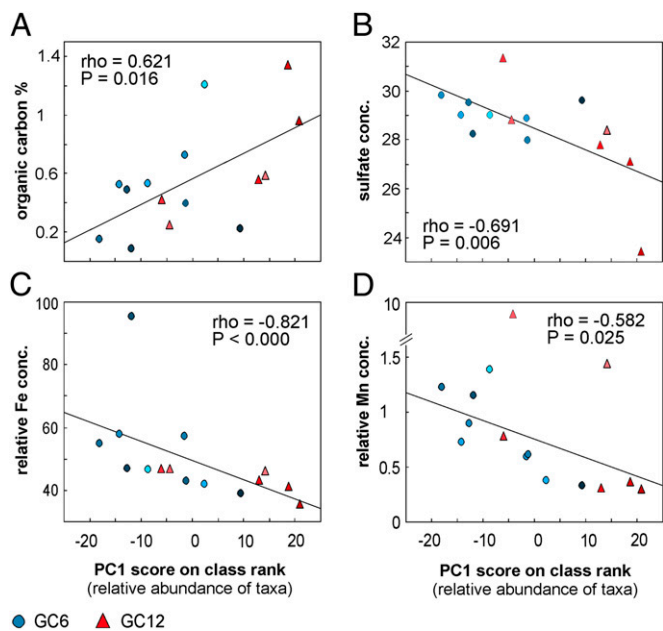 A
rho = 0.621
P = 0.016
organic carbon %
1.4
1
0.6
0.2
B
sulfate conc.
32
30
28
26
24
23
rho = -0.691
P = 0.006
C
relative Fe conc.
100
80
60
40
rho = -0.821
P < 0.000
-20
-10
0
10
20
PC1 score on class rank
(relative abundance of taxa)
D
relative Mn conc.
10
1.5
1
0.5
0
rho = -0.582
P = 0.025
-20
-10
0
10
20
PC1 score on class rank
(relative abundance of taxa)
GC6
GC12